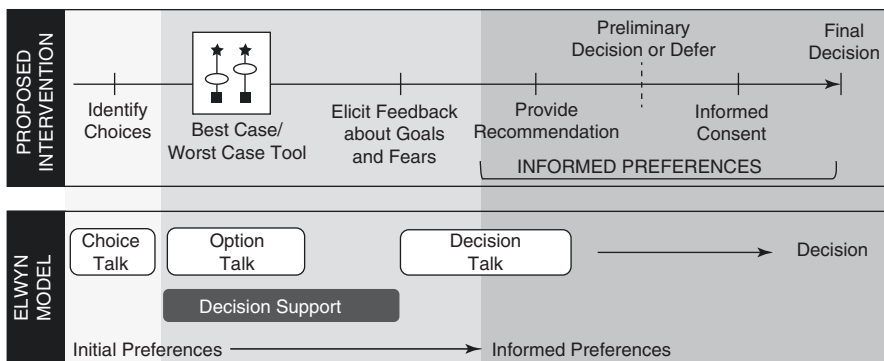 PROPOSED
INTERVENTION
Identify
Choices
Best Case/
Worst Case Tool
Elicit Feedback
about Goals
and Fears
Provide
Recommendation
Preliminary
Decision or Defer
Informed
Consent
Final
Decision
INFORMED PREFERENCES
ELWYN
MODEL
Choice
Talk
Option
Talk
Decision
Talk
Decision
Decision Support
Initial Preferences
Informed Preferences